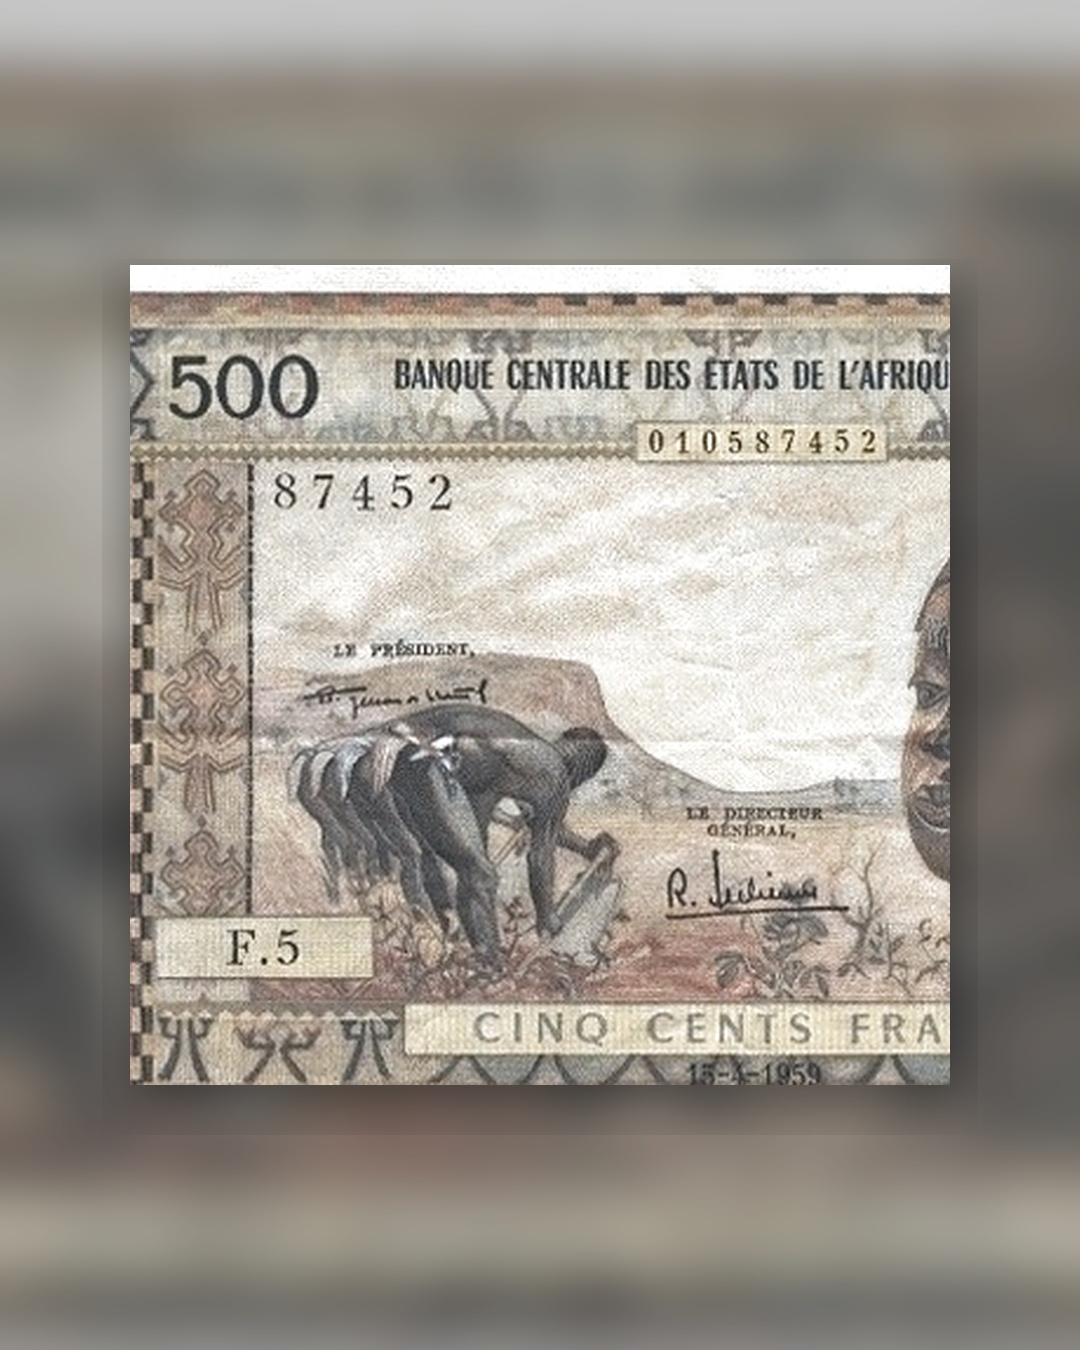 500
BANQUE CENTRALE DES ETATS DE L'AFRIQU
010587452
87452
LE PRÉSIDENT,
LE DIRECTEUR
GÉNÉRAL,
R.
F.5
CINQ CENTS FRA
15-4-1959